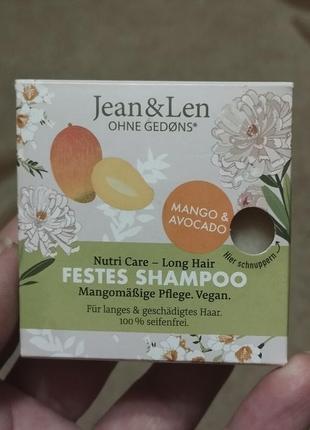 Jean&Len
OHNE GEDØNS*
MANGO &
AVOCADO
Hier schnuppern
Nutri Care – Long Hair
FESTES SHAMPOO
Mangomäßige Pflege. Vegan.
Für langes & geschädigtes Haar.
100% seifenfrei.